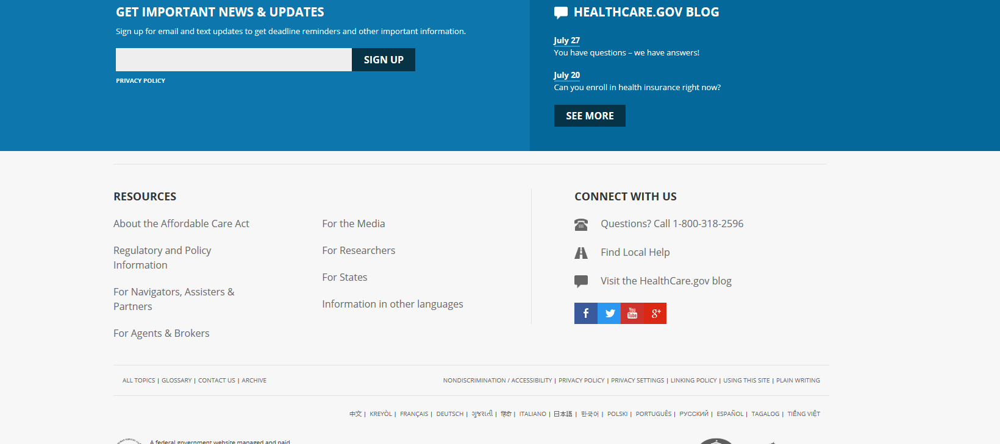 GET IMPORTANT NEWS & UPDATES
Sign up for email and text updates to get deadline reminders and other important information.
SIGN UP
PRIVACY POLICY
HEALTHCARE.GOV BLOG
July 27
You have questions – we have answers!
July 20
Can you enroll in health insurance right now?
SEE MORE
RESOURCES
About the Affordable Care Act
Regulatory and Policy
Information
For Navigators, Assisters &
Partners
For Agents & Brokers
For the Media
For Researchers
For States
Information in other languages
CONNECT WITH US
Questions? Call 1-800-318-2596
Find Local Help
Visit the HealthCare.gov blog
f
You Tube
g+
ALL TOPICS | GLOSSARY | CONTACT US | ARCHIVE
NONDISCRIMINATION / ACCESSIBILITY | PRIVACY POLICY | PRIVACY SETTINGS | LINKING POLICY | USING THIS SITE | PLAIN WRITING
中文 | KREYÒL | FRANÇAIS | DEUTSCH | ગુજરાતી | हिंदी | ITALIANO | 日本語 | 한국어 | POLSKI | PORTUGUÊS | РУССКИЙ | ESPAÑOL | TAGALOG | TIẾNG VIỆT
A federal government website managed and paid